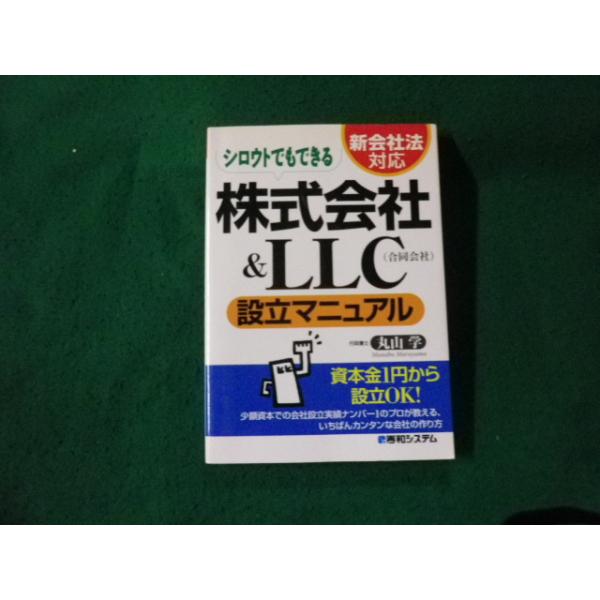 シロウトでもできる
新会社法
対応
株式会社
&LLC
(合同会社)
設立マニュアル
行政書士 丸山 学
Manabu Maruyama
資本金1円から
設立OK!
少額資本での会社設立実績ナンバー1のプロが教える、
いちばんカンタンな会社の作り方
秀和システム